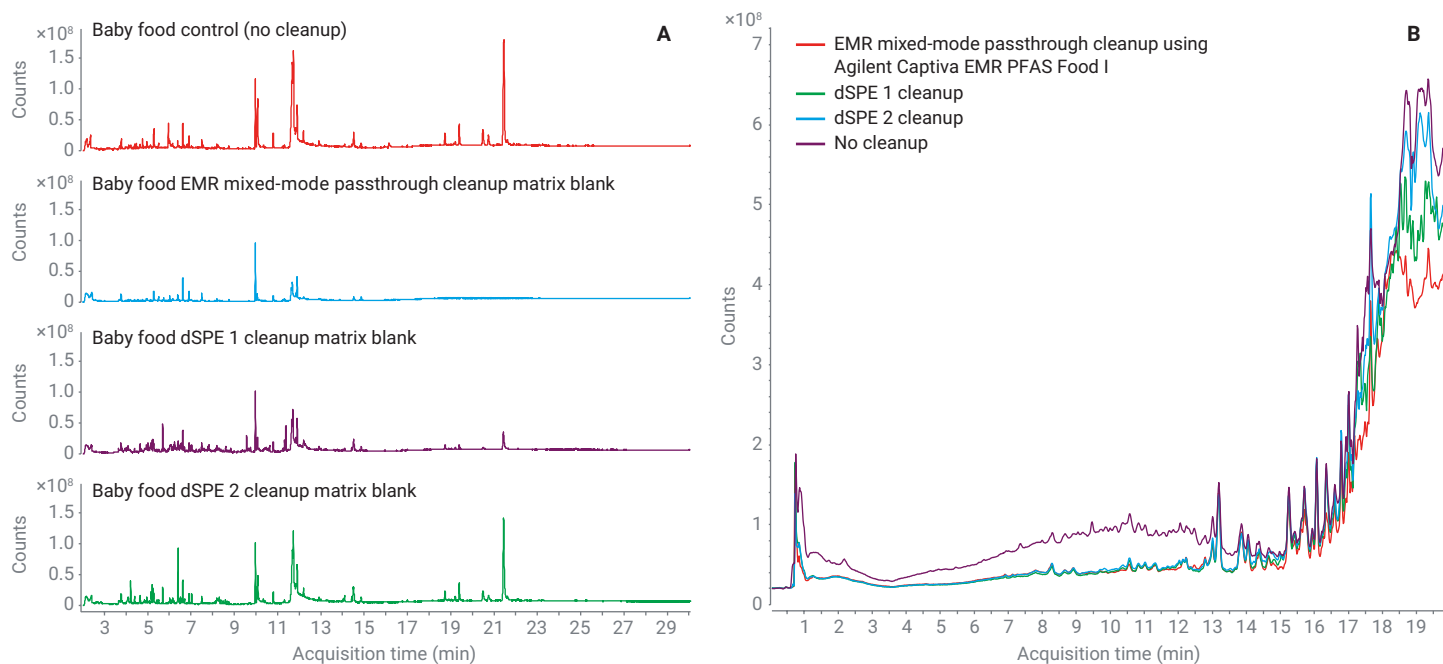 A
Baby food control (no cleanup)
×10⁸
1.5
1.0
0.5
0
Counts
Baby food EMR mixed-mode passthrough cleanup matrix blank
×10⁸
1.5
1.0
0.5
0
Counts
Baby food dSPE 1 cleanup matrix blank
×10⁸
1.5
1.0
0.5
0
Counts
Baby food dSPE 2 cleanup matrix blank
×10⁸
1.5
1.0
0.5
0
Counts
3 5 7 9 11 13 15 17 19 21 23 25 27 29
Acquisition time (min)
B
×10⁸
7
6
5
4
3
2
1
0
Counts
EMR mixed-mode passthrough cleanup using
Agilent Captiva EMR PFAS Food I
dSPE 1 cleanup
dSPE 2 cleanup
No cleanup
1 2 3 4 5 6 7 8 9 10 11 12 13 14 15 16 17 18 19
Acquisition time (min)